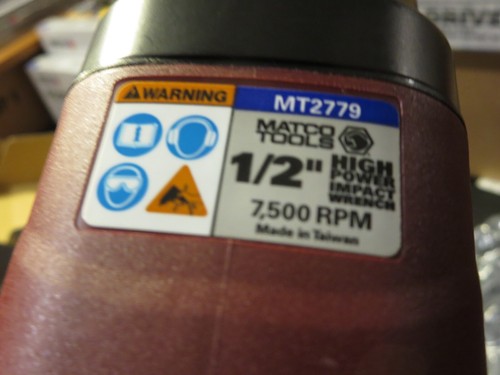 WARNING
MT2779
MATCO
TOOLS
1/2"
HIGH
POWER
IMPACT
WRENCH
7,500 RPM
Made in Taiwan